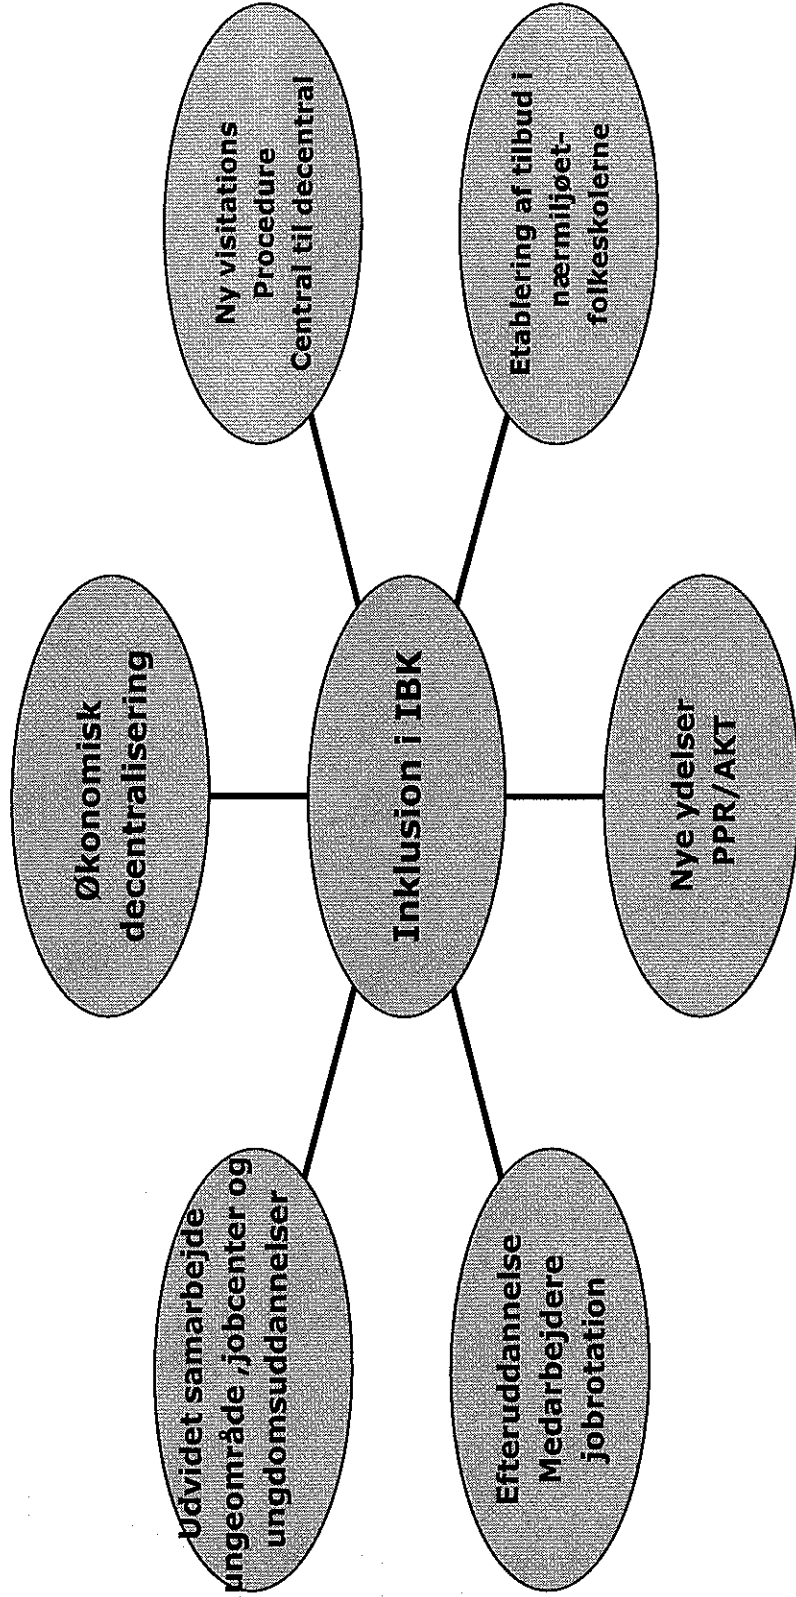 Økonomisk
decentralisering
Udvidet samarbejde
ungeområde ,jobcenter og
ungdomsuddannelser
Ny visitations
Procedure
Central til decentral
Inklusion i IBK
Efteruddannelse
Medarbejdere
jobrotation
Etablering af tilbud i
nærmiljøet-
folkeskolerne
Nye ydelser
PPR/AKT